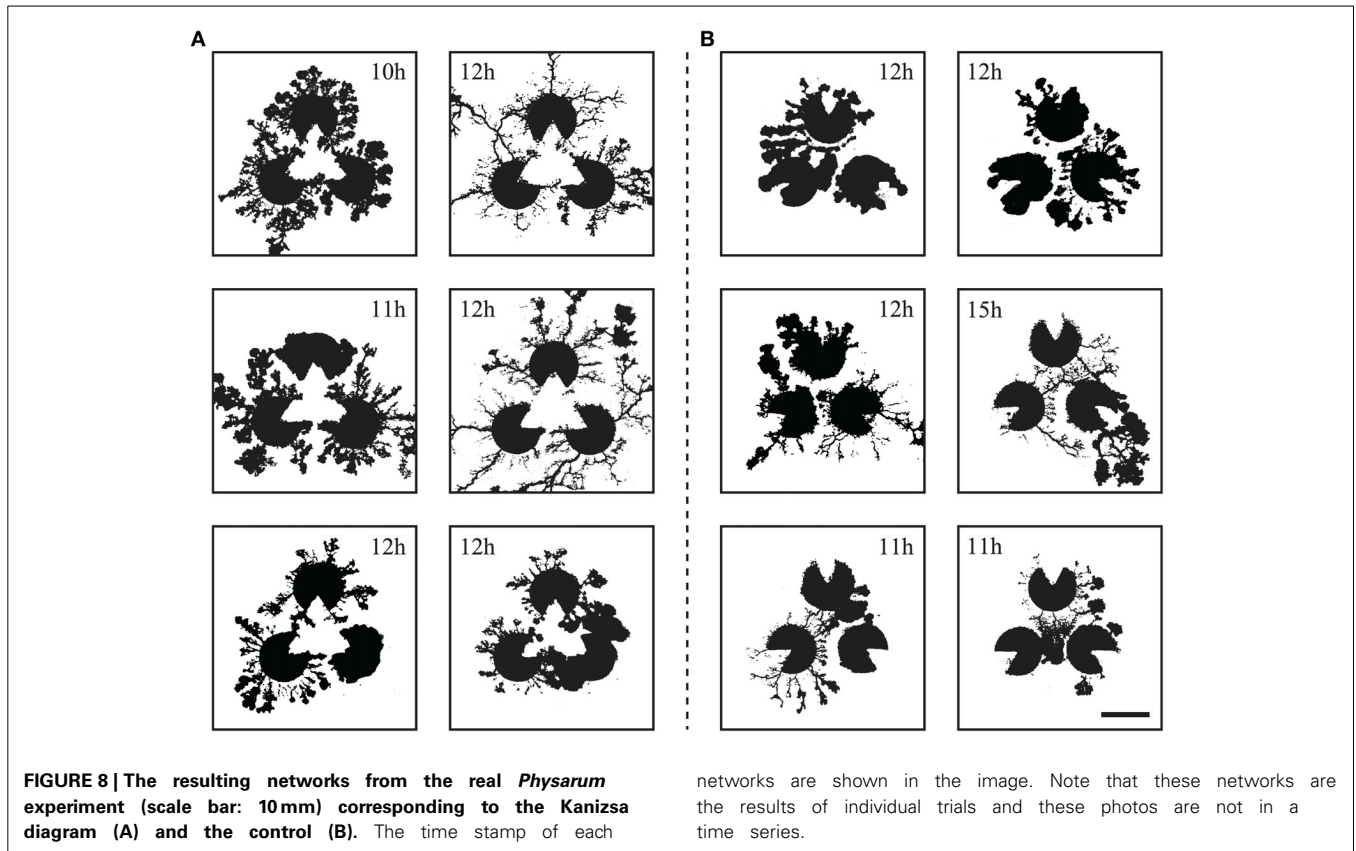 A
B
10h
12h
12h
12h
11h
12h
12h
15h
12h
12h
11h
11h
FIGURE 8 | The resulting networks from the real Physarum
experiment (scale bar: 10 mm) corresponding to the Kanizsa
diagram (A) and the control (B). The time stamp of each
networks are shown in the image. Note that these networks are
the results of individual trials and these photos are not in a
time series.